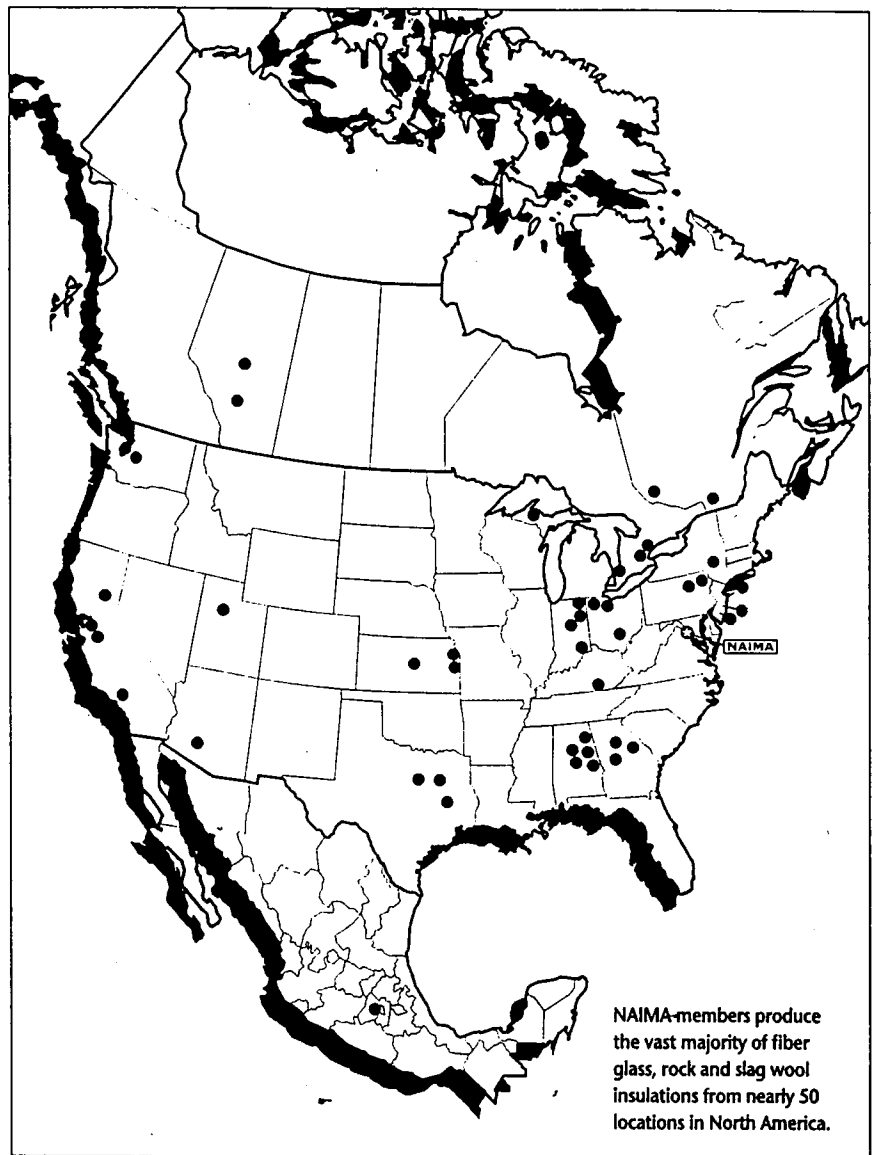 NAIMA
NAIMA-members produce
the vast majority of fiber
glass, rock and slag wool
insulations from nearly 50
locations in North America.